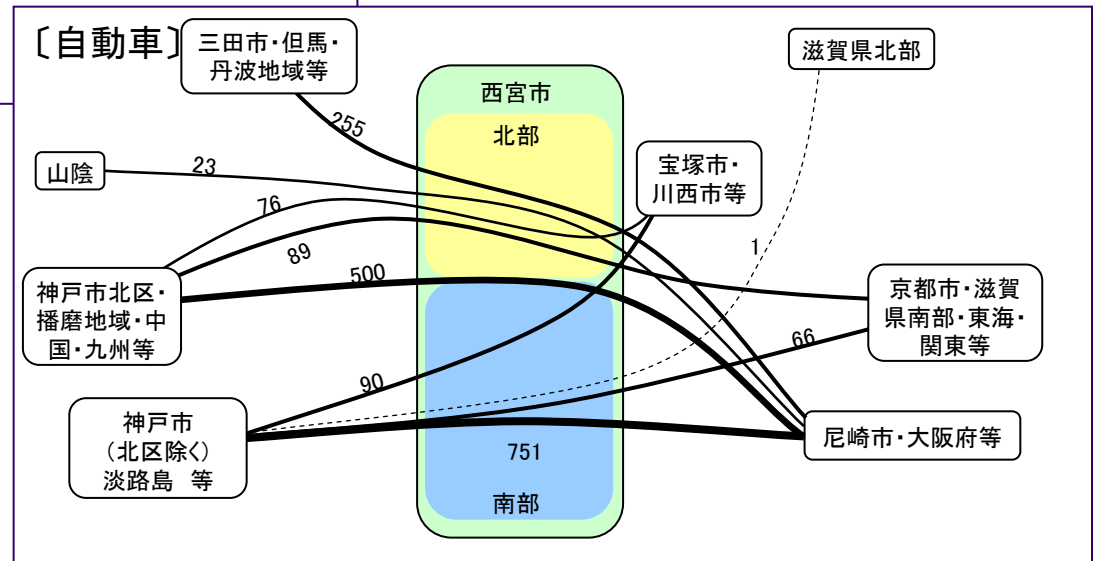 〔自動車〕
三田市・但馬・
丹波地域等
滋賀県北部
西宮市
北部
255
山陰
23
宝塚市・
川西市等
76
89
1
500
神戸市北区・
播磨地域・中
国・九州等
京都市・滋賀
県南部・東海・
関東等
66
90
神戸市
(北区除く)
淡路島 等
751
尼崎市・大阪府等
南部